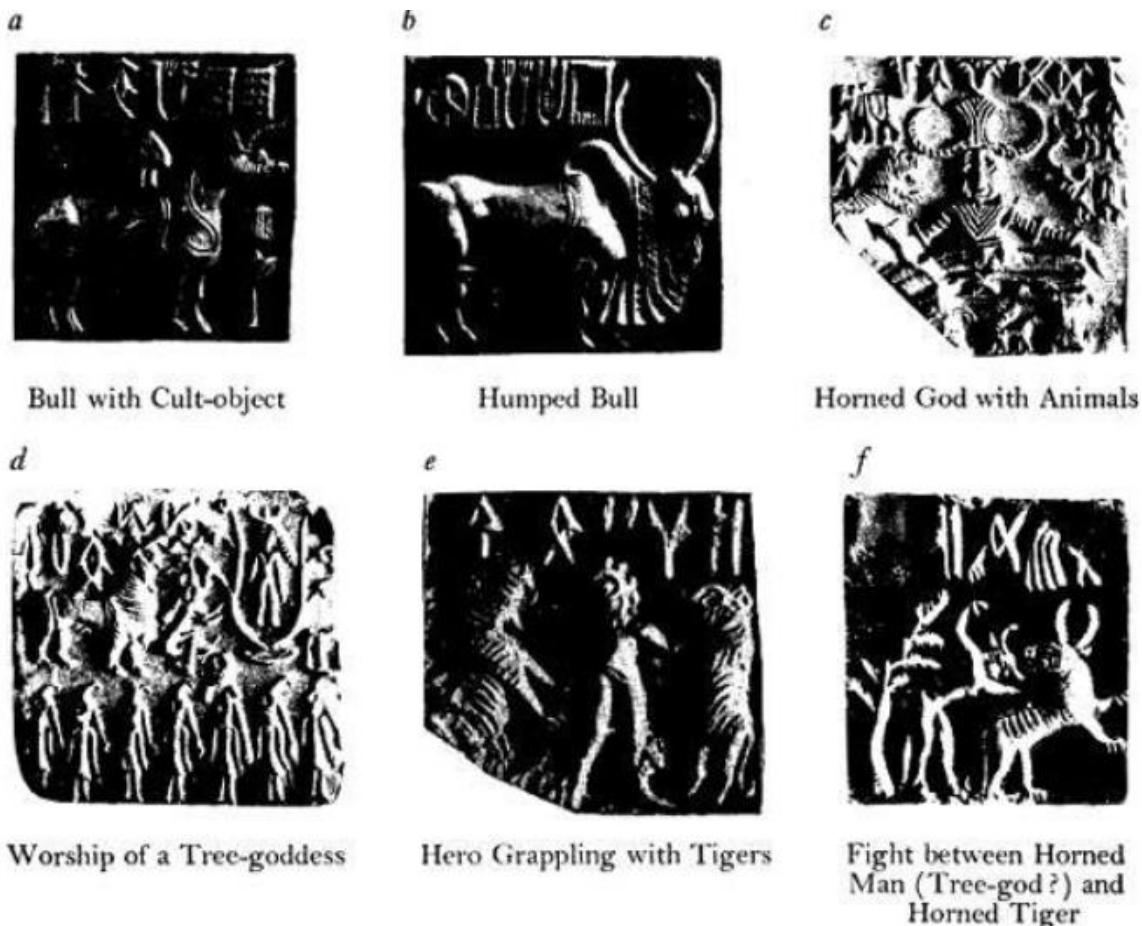 a b c
Bull with Cult-object Humped Bull Horned God with Animals
d e f
Worship of a Tree-goddess Hero Grappling with Tigers Fight between Horned
Man (Tree-god?) and
Horned Tiger